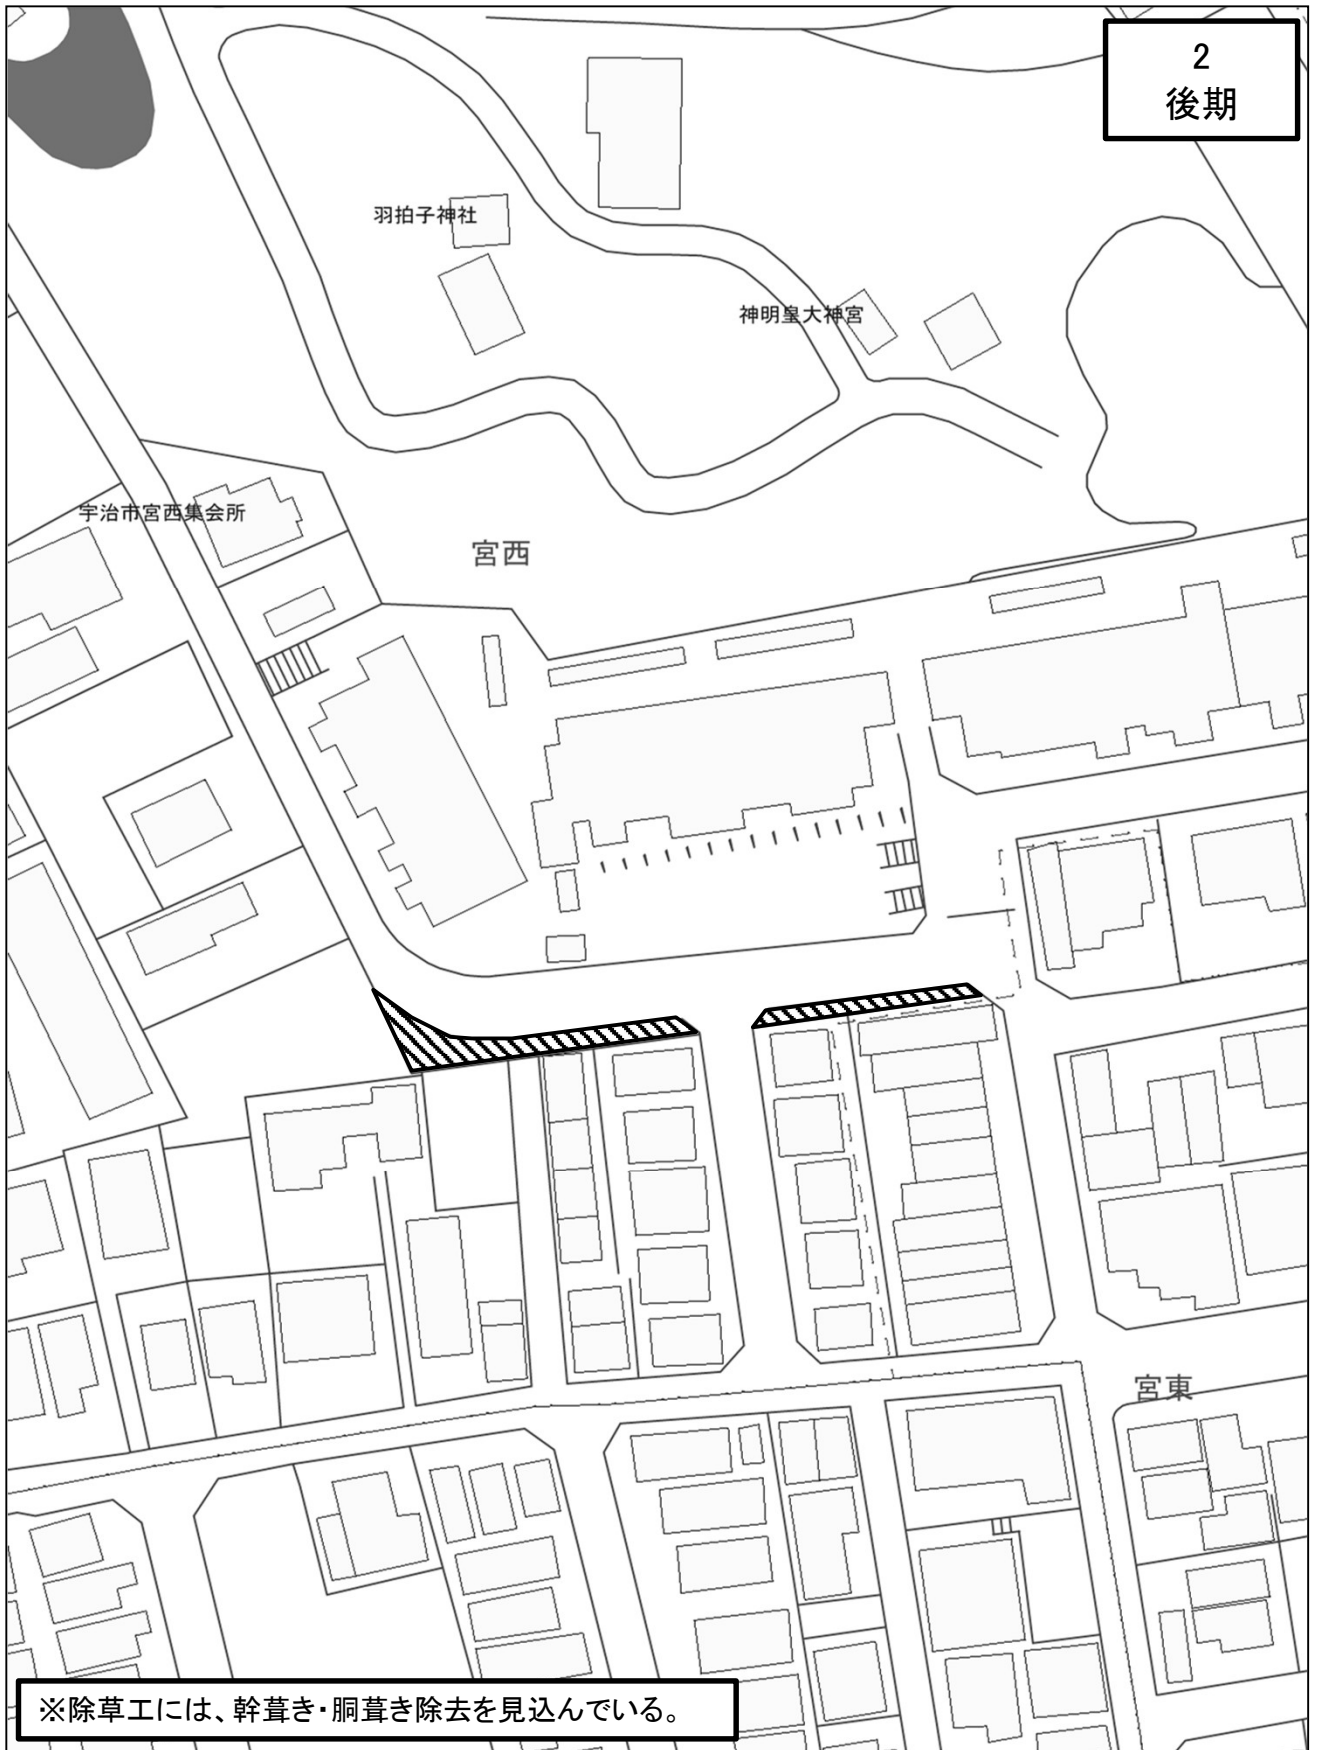 2
後期
羽拍子神社
神明皇大神宮
宇治市宮西集会所
宮西
宮東
※除草工には、幹葺き・胴葺き除去を見込んでいる。